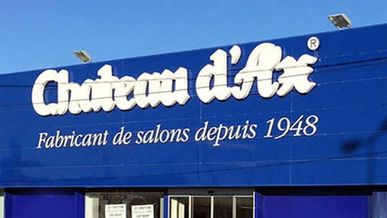 Chateau d'Ax®
Fabricant de salons depuis 1948